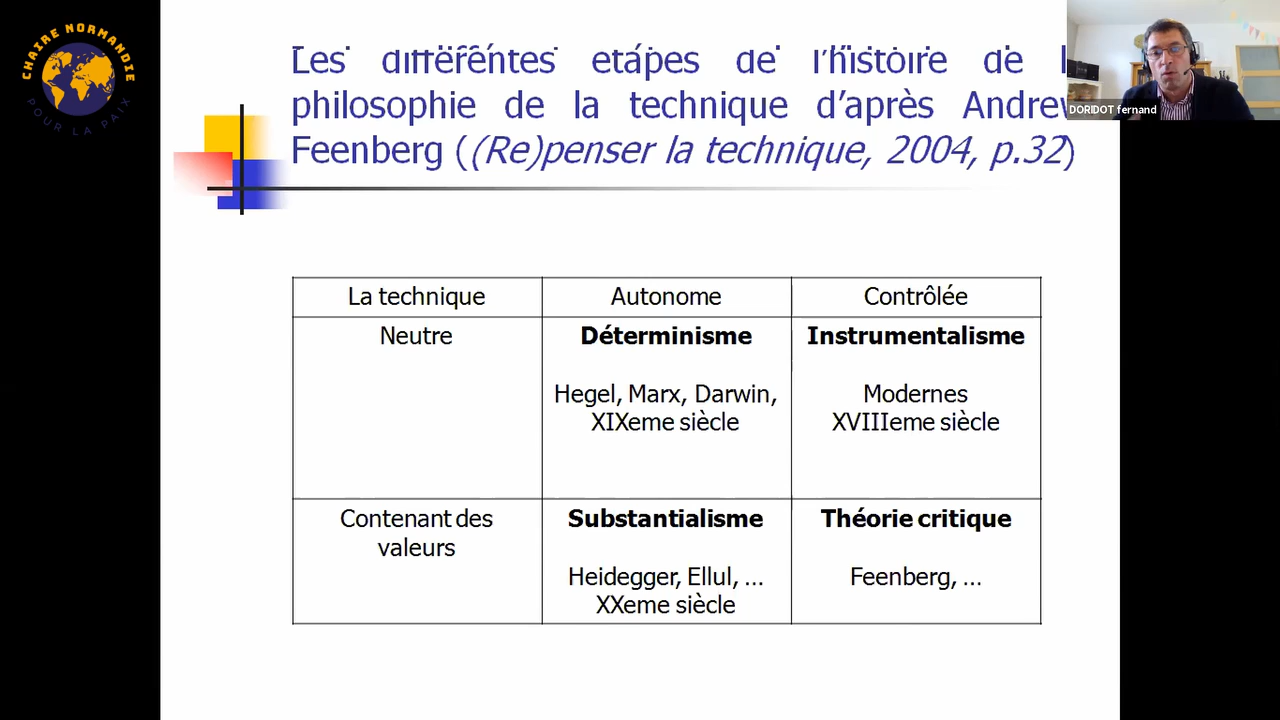 CHAIRE NORMANDIE
POUR LA PAIX
Les différentes etápes de l'histoire de l
philosophie de la technique d'après Andrew
Feenberg ((Re)penser la technique, 2004, p.32)
DORIDOT fernand
La technique Autonome Contrôlée
Neutre Déterminisme Instrumentalisme
Hegel, Marx, Darwin, Modernes
XIXeme siècle XVIIIeme siècle
Contenant des Substantialisme Théorie critique
valeurs
Heidegger, Ellul, ... Feenberg, ...
XXeme siècle